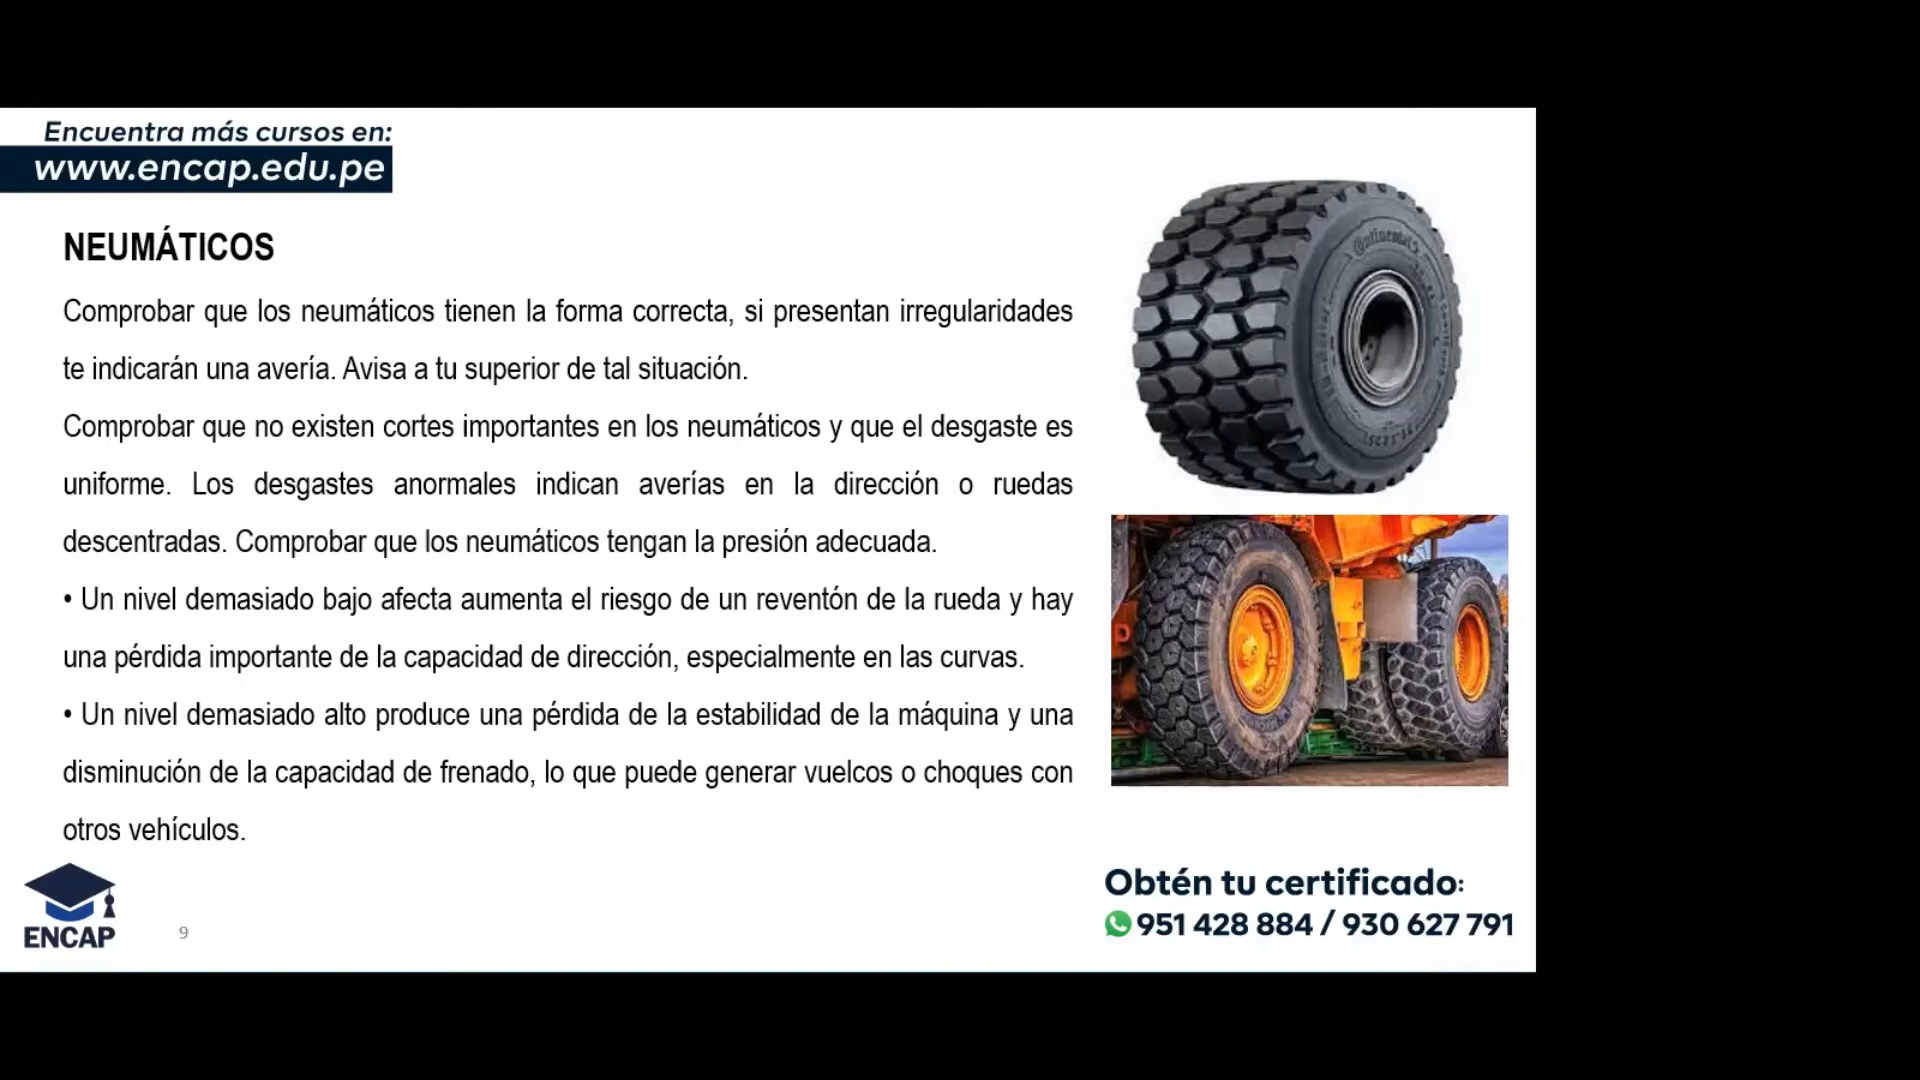 Encuentra más cursos en:
www.encap.edu.pe
NEUMÁTICOS
Comprobar que los neumáticos tienen la forma correcta, si presentan irregularidades
te indicarán una avería. Avisa a tu superior de tal situación.
Comprobar que no existen cortes importantes en los neumáticos y que el desgaste es
uniforme. Los desgastes anormales indican averías en la dirección o ruedas
descentradas. Comprobar que los neumáticos tengan la presión adecuada.
• Un nivel demasiado bajo afecta aumenta el riesgo de un reventón de la rueda y hay
una pérdida importante de la capacidad de dirección, especialmente en las curvas.
• Un nivel demasiado alto produce una pérdida de la estabilidad de la máquina y una
disminución de la capacidad de frenado, lo que puede generar vuelcos o choques con
otros vehículos.
Continental
Obtén tu certificado:
951 428 884 / 930 627 791
ENCAP
9